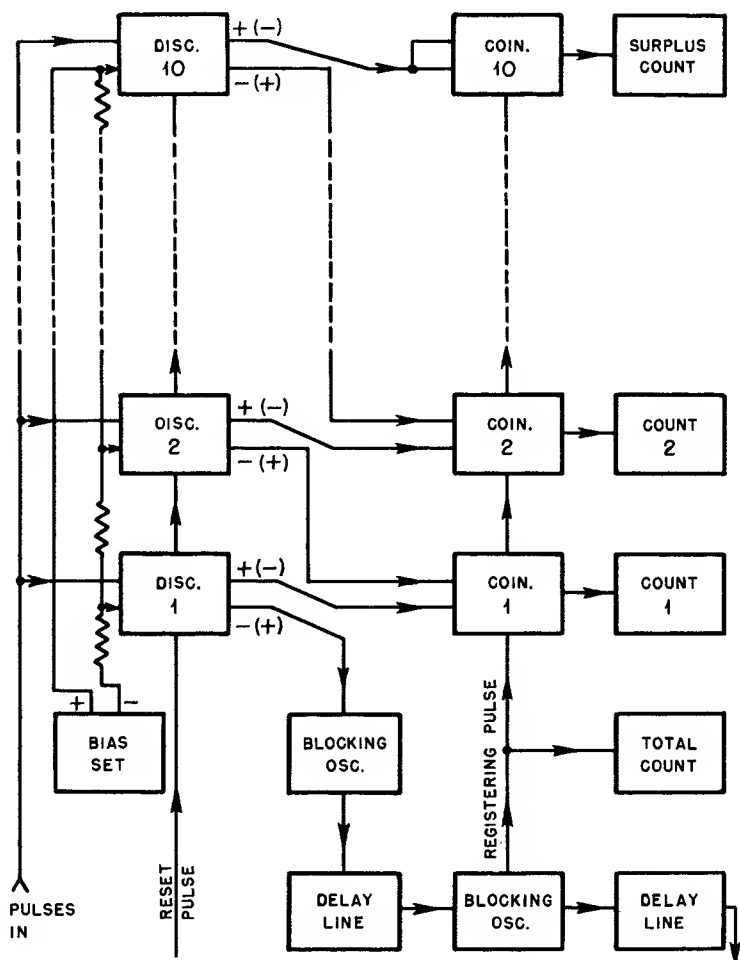 DISC.
10
+(-)
-(+)
COIN.
10
SURPLUS
COUNT
DISC.
2
+(-)
-(+)
COIN.
2
COUNT
2
DISC.
1
+(-)
-(+)
COIN.
1
COUNT
1
+
-
BIAS
SET
BLOCKING
OSC.
REGISTERING PULSE
TOTAL
COUNT
PULSES
IN
RESET
PULSE
DELAY
LINE
BLOCKING
OSC.
DELAY
LINE